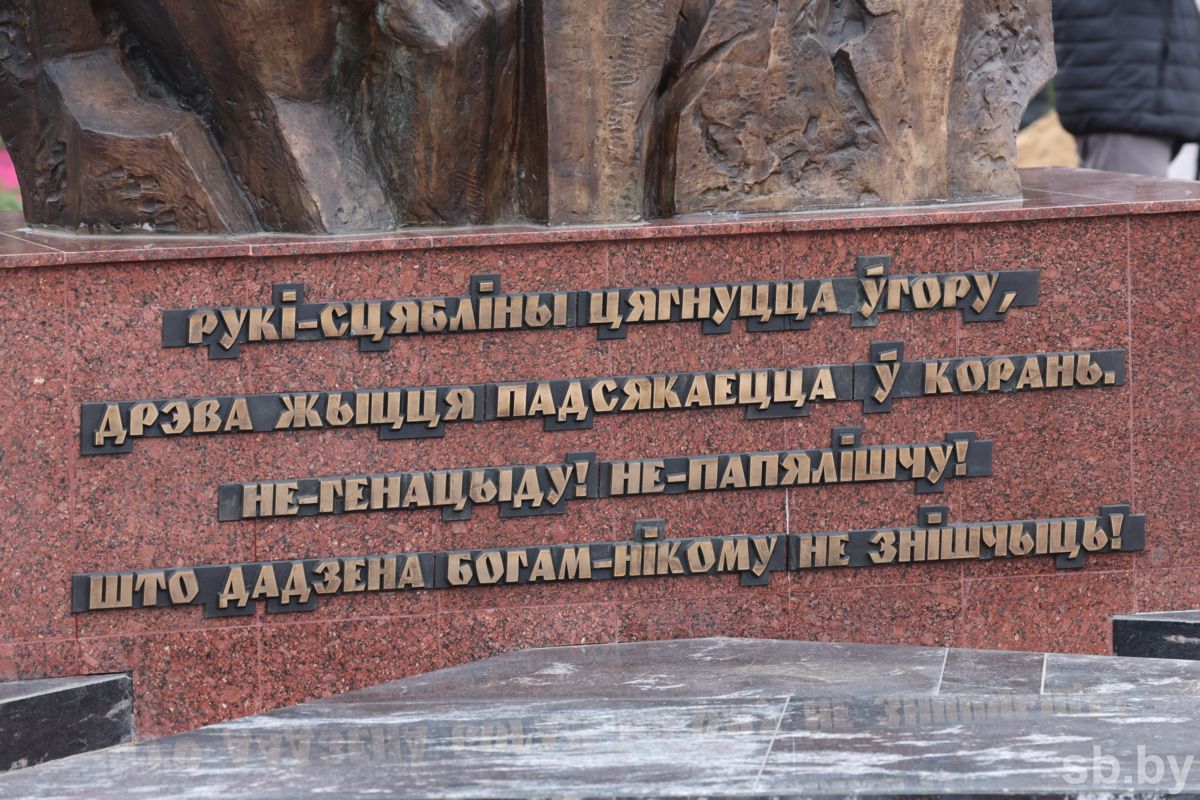 РУКІ-СЦЯБЛІНЫ ЦЯГНУЦЦА ЎГОРУ,
ДРЭВА ЖЫЦЦЯ ПАДСЯКАЕЦЦА Ў КОРАНЬ.
НЕ-ГЕНАЦЫДУ! НЕ-ПАПЯЛІШЧУ!
ШТО ДАДЗЕНА БОГАМ-НІКОМУ НЕ ЗНІШЧЫЦЬ!
sb.by